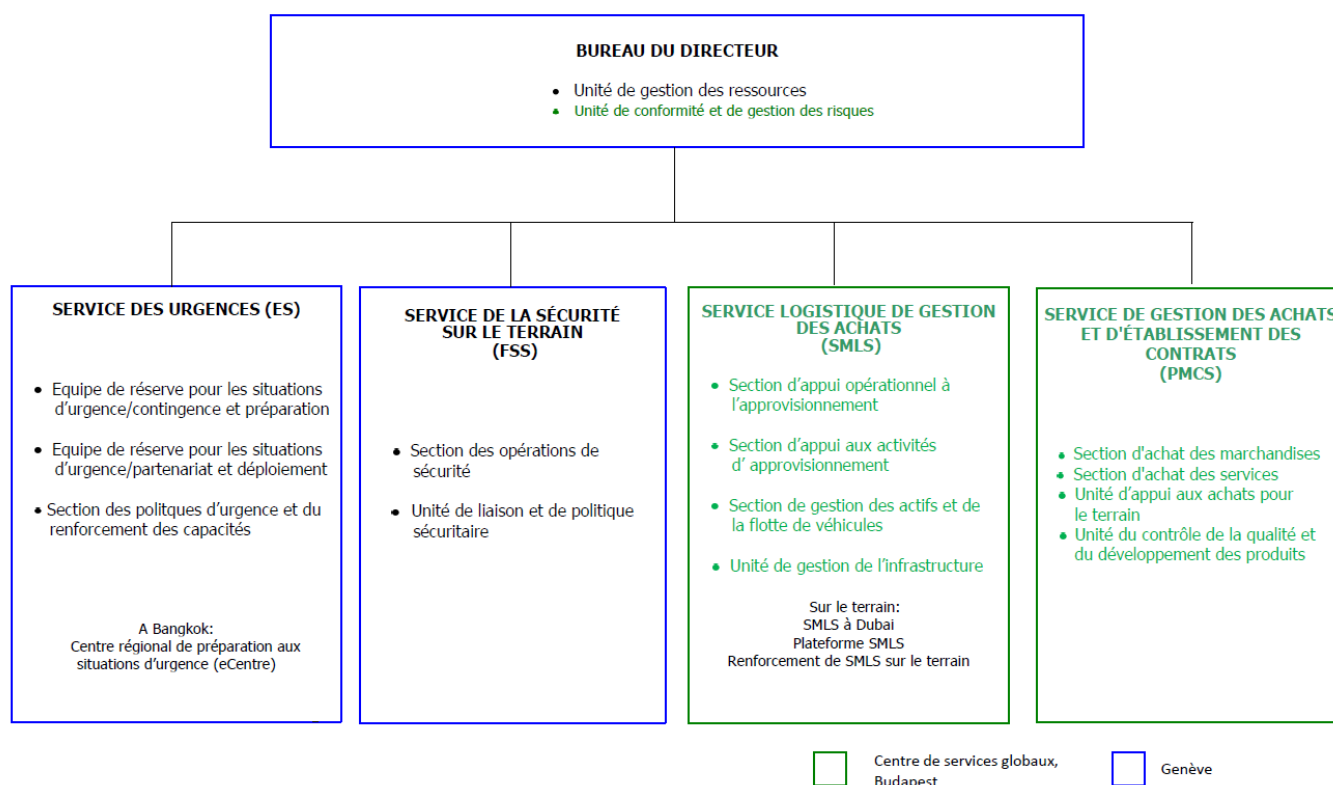 BUREAU DU DIRECTEUR
• Unité de gestion des ressources
• Unité de conformité et de gestion des risques
SERVICE DES URGENCES (ES)
• Equipe de réserve pour les situations
d'urgence/contingence et préparation
• Equipe de réserve pour les situations
d'urgence/partenariat et déploiement
• Section des politques d'urgence et du
renforcement des capacités
A Bangkok:
Centre régional de préparation aux
situations d'urgence (eCentre)
SERVICE DE LA SÉCURITÉ
SUR LE TERRAIN
(FSS)
• Section des opérations de
sécurité
• Unité de liaison et de politique
sécuritaire
SERVICE LOGISTIQUE DE GESTION
DES ACHATS
(SMLS)
• Section d'appui opérationnel à
l'approvisionnement
• Section d'appui aux activités
d' approvisionnement
• Section de gestion des actifs et de
la flotte de véhicules
• Unité de gestion de l'infrastructure
Sur le terrain:
SMLS à Dubai
Plateforme SMLS
Renforcement de SMLS sur le terrain
SERVICE DE GESTION DES ACHATS
ET D'ÉTABLISSEMENT DES
CONTRATS
(PMCS)
• Section d'achat des marchandises
• Section d'achat des services
• Unité d'appui aux achats pour
le terrain
• Unité du contrôle de la qualité et
du développement des produits
Centre de services globaux,
Budapest
Genève